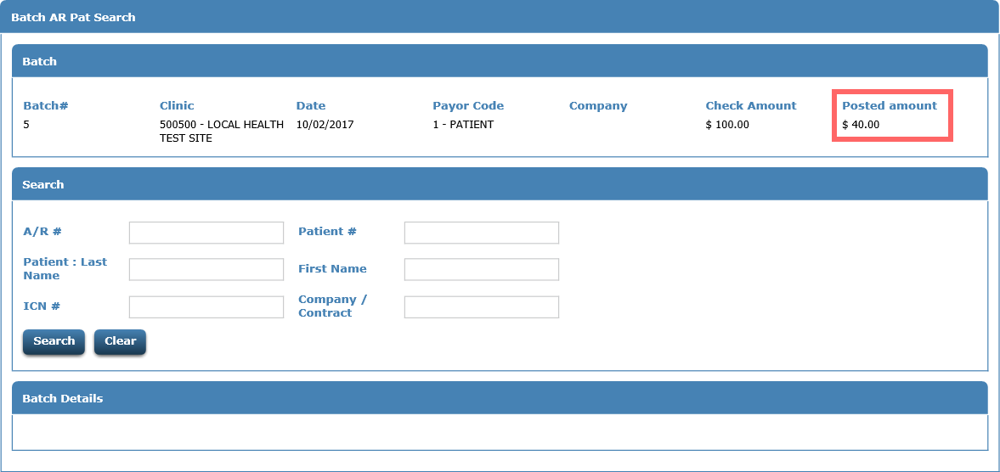 Batch AR Pat Search
Batch
Batch# Clinic Date Payor Code Company Check Amount Posted amount
5 500500 - LOCAL HEALTH 10/02/2017 1 - PATIENT $ 100.00 $ 40.00
TEST SITE
Search
A/R # Patient #
Patient : Last
Name First Name
ICN # Company /
Contract
Search Clear
Batch Details